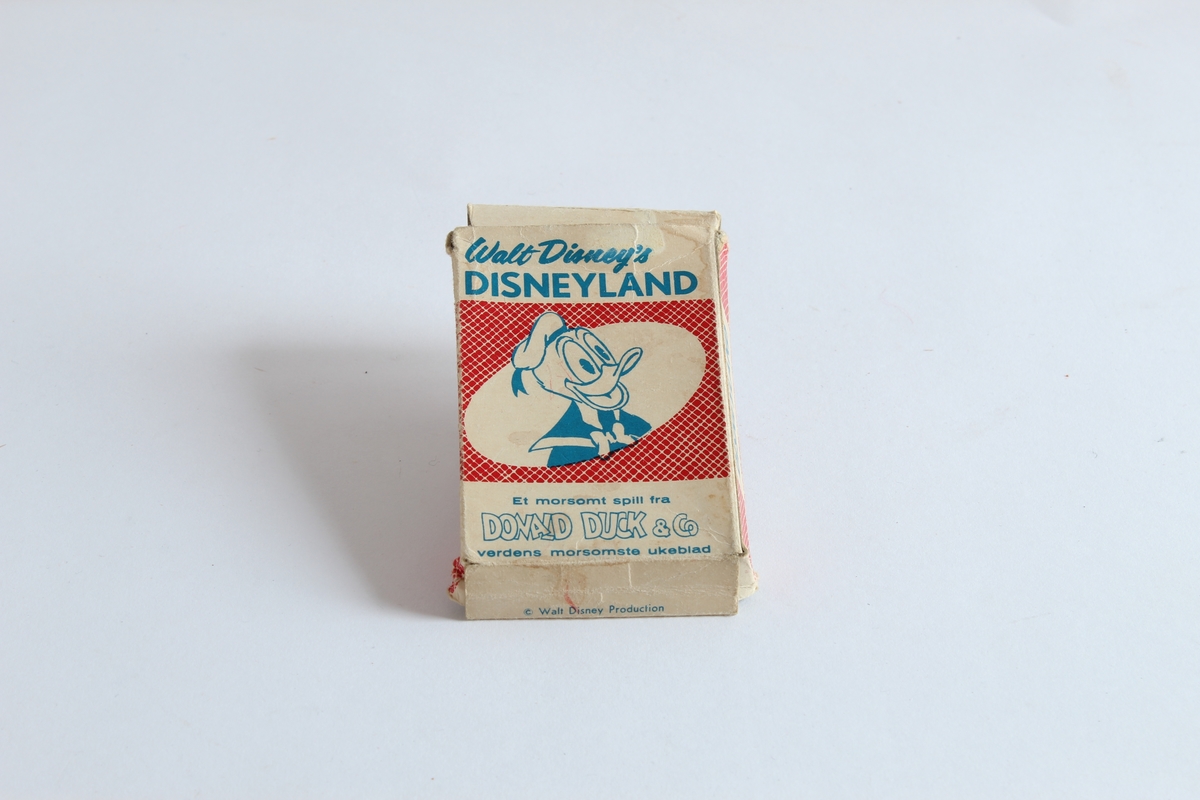 Walt Disney's
DISNEYLAND
Et morsomt spill fra
DONALD DUCK & Co
verdens morsomste ukeblad
© Walt Disney Production